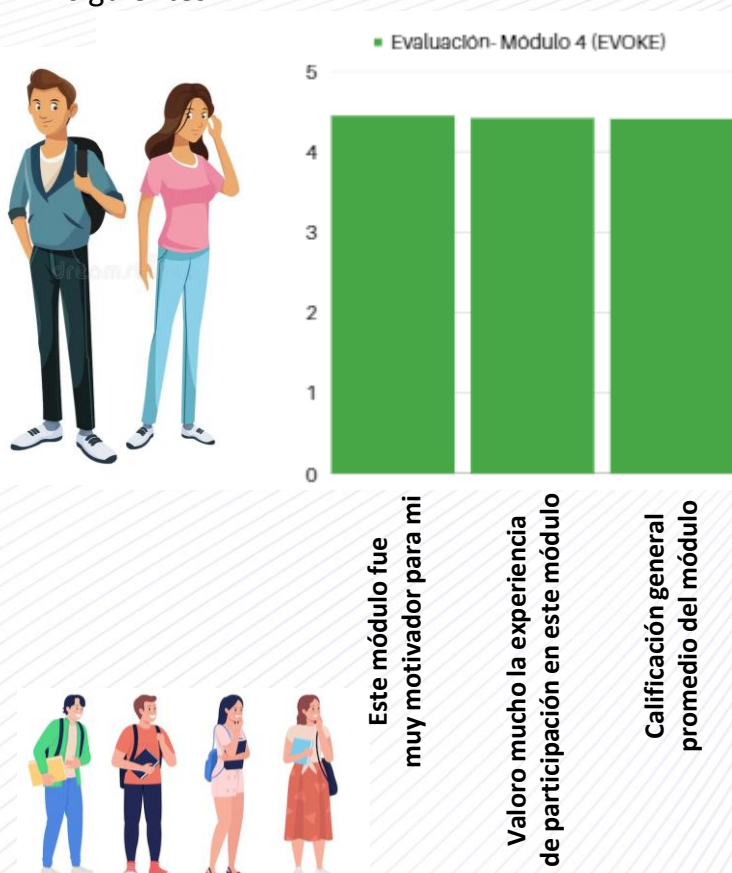 Evaluación- Módulo 4 (EVOKE)
5
4
3
2
1
0
Este módulo fue
muy motivador para mi
Valoro mucho la experiencia
de participación en este módulo
Calificación general
promedio del módulo